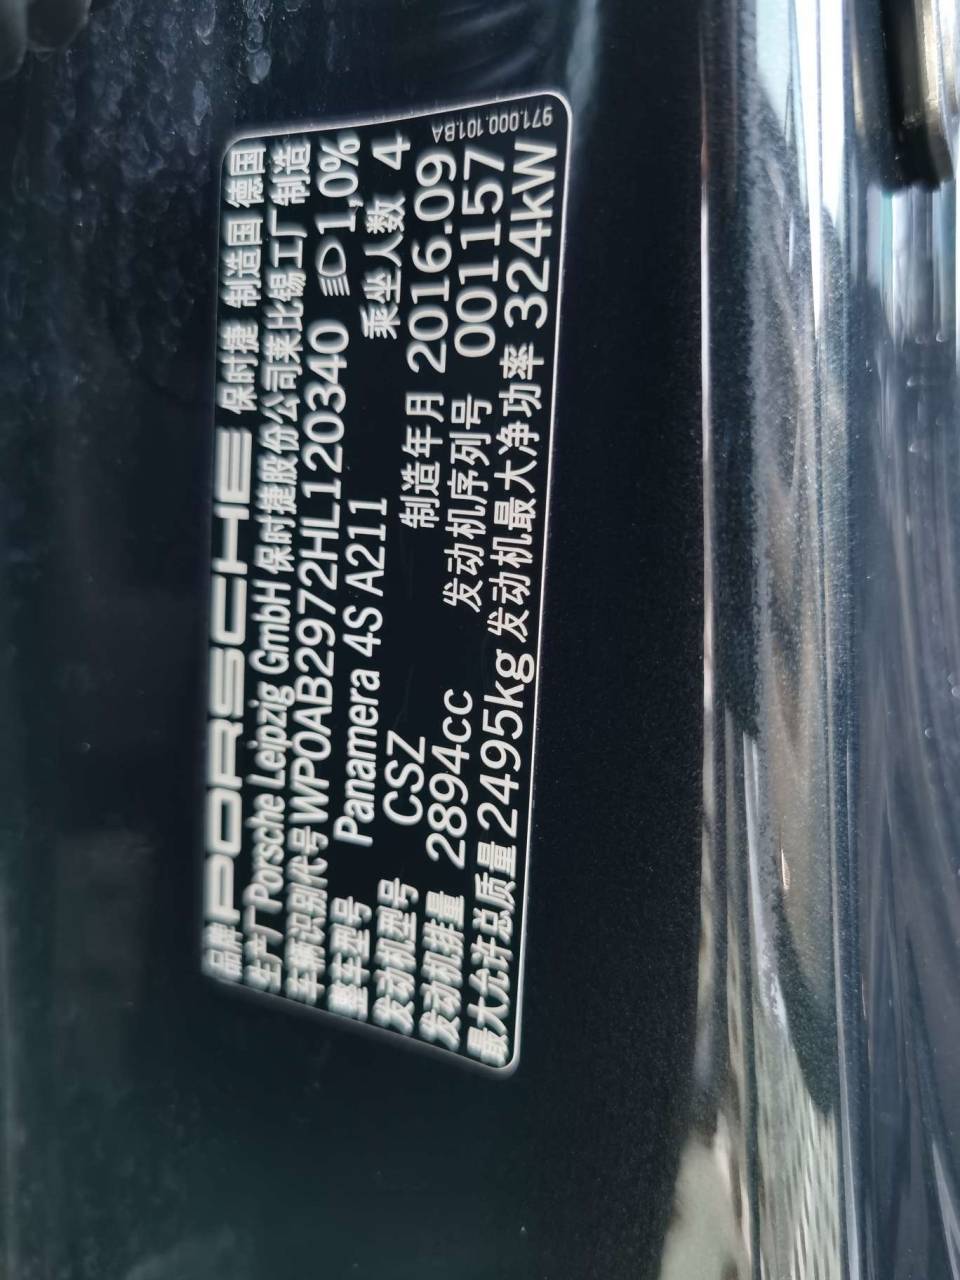 品牌 PORSCHE 保时捷 制造国 德国
生产厂 Porsche Leipzig GmbH 保时捷股份公司莱比锡工厂制造
车辆识别代号 WP0AB2972HL120340 1,0%
整车型号 Panamera 4S A211 乘坐人数 4
发动机型号 CSZ 制造年月 2016.09
发动机排量 2894cc 发动机序列号 001157
最大允许总质量 2495kg 发动机最大净功率 324kW
971.000.101.BA